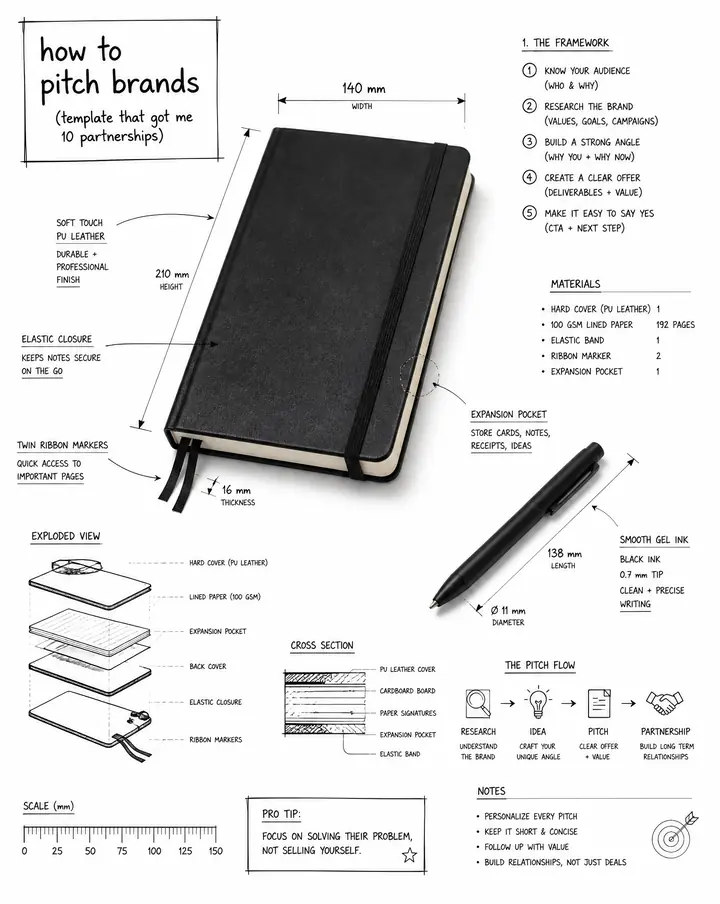 how to
pitch brands
(template that got me
10 partnerships)
140 mm
WIDTH
1. THE FRAMEWORK
1 KNOW YOUR AUDIENCE
(WHO & WHY)
2 RESEARCH THE BRAND
(VALUES, GOALS, CAMPAIGNS)
3 BUILD A STRONG ANGLE
(WHY YOU + WHY NOW)
4 CREATE A CLEAR OFFER
(DELIVERABLES + VALUE)
5 MAKE IT EASY TO SAY YES
(CTA + NEXT STEP)
SOFT TOUCH
PU LEATHER
DURABLE +
PROFESSIONAL
FINISH
210 mm
HEIGHT
MATERIALS
• HARD COVER (PU LEATHER) 1
• 100 GSM LINED PAPER 192 PAGES
• ELASTIC BAND 1
• RIBBON MARKER 2
• EXPANSION POCKET 1
ELASTIC CLOSURE
KEEPS NOTES SECURE
ON THE GO
EXPANSION POCKET
STORE CARDS, NOTES,
RECEIPTS, IDEAS
TWIN RIBBON MARKERS
QUICK ACCESS TO
IMPORTANT PAGES
16 mm
THICKNESS
138 mm
LENGTH
Ø 11 mm
DIAMETER
SMOOTH GEL INK
BLACK INK
0.7 mm TIP
CLEAN + PRECISE
WRITING
EXPLODED VIEW
HARD COVER (PU LEATHER)
LINED PAPER (100 GSM)
EXPANSION POCKET
BACK COVER
ELASTIC CLOSURE
RIBBON MARKERS
CROSS SECTION
PU LEATHER COVER
CARDBOARD BOARD
PAPER SIGNATURES
EXPANSION POCKET
ELASTIC BAND
THE PITCH FLOW
RESEARCH
UNDERSTAND
THE BRAND
IDEA
CRAFT YOUR
UNIQUE ANGLE
PITCH
CLEAR OFFER
+ VALUE
PARTNERSHIP
BUILD LONG TERM
RELATIONSHIPS
SCALE (mm)
0 25 50 75 100 125 150
PRO TIP:
FOCUS ON SOLVING THEIR PROBLEM,
NOT SELLING YOURSELF.
NOTES
• PERSONALIZE EVERY PITCH
• KEEP IT SHORT & CONCISE
• FOLLOW UP WITH VALUE
• BUILD RELATIONSHIPS, NOT JUST DEALS